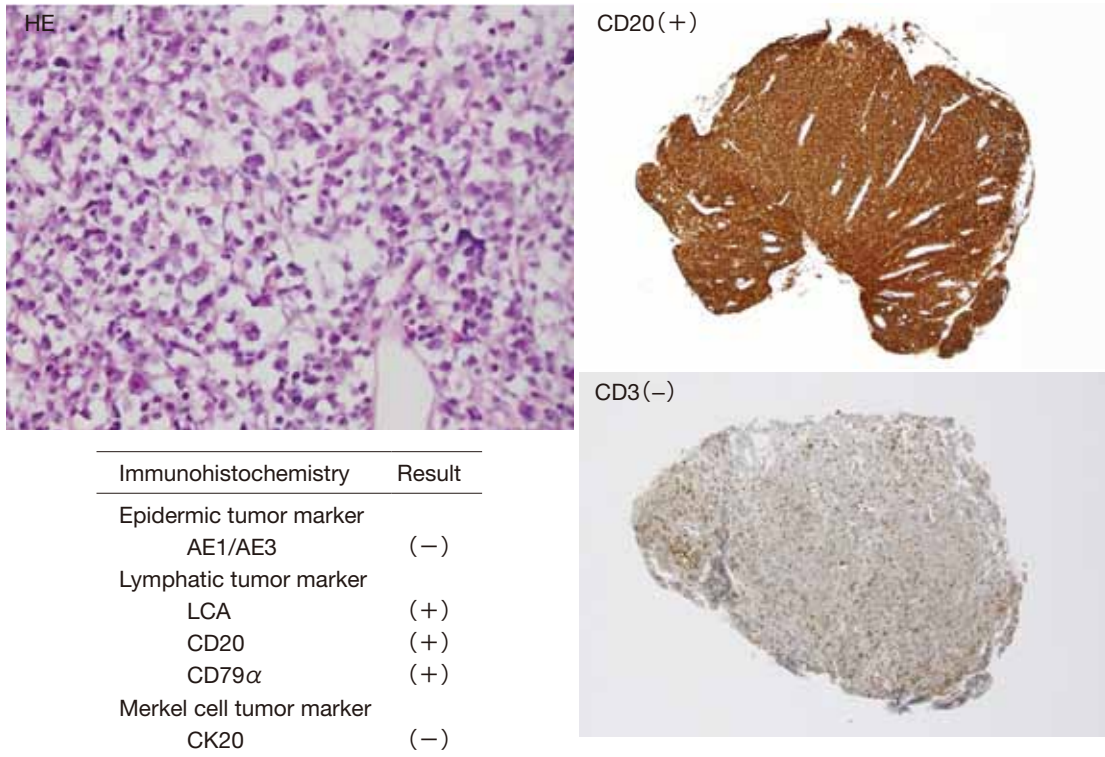 HE
CD20(+)
CD3(−)
Immunohistochemistry Result
Epidermic tumor marker
AE1/AE3 (−)
Lymphatic tumor marker
LCA (+)
CD20 (+)
CD79α (+)
Merkel cell tumor marker
CK20 (−)